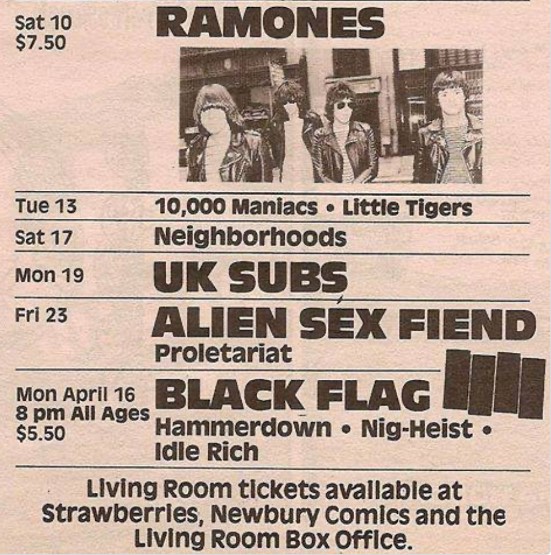 Sat 10
$7.50
RAMONES
Tue 13 10,000 Maniacs • Little Tigers
Sat 17 Neighborhoods
Mon 19 UK SUBS
Fri 23 ALIEN SEX FIEND
Proletariat
Mon April 16
8 pm All Ages
$5.50
BLACK FLAG
Hammerdown • Nig-Heist •
Idle Rich
Living Room tickets available at
Strawberries, Newbury Comics and the
Living Room Box Office.